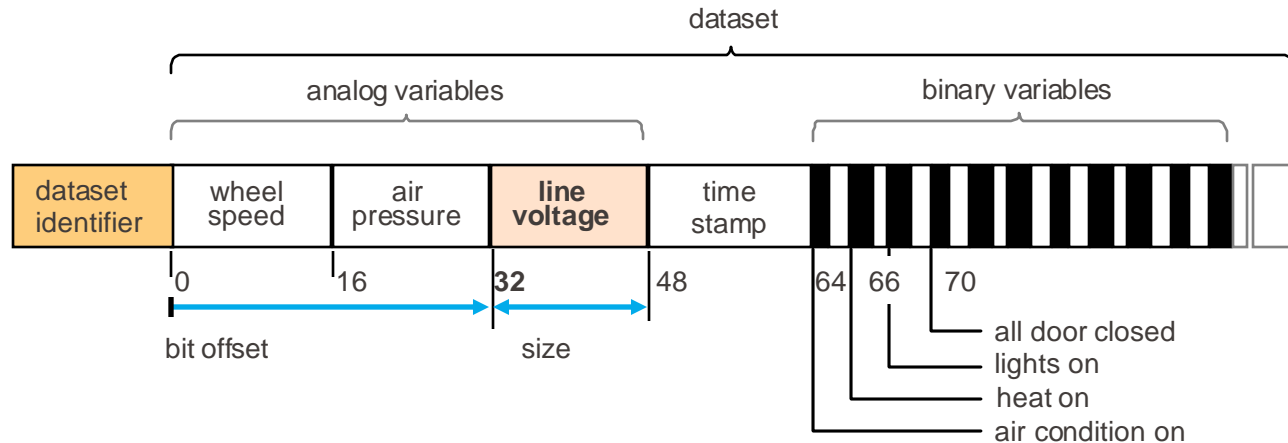 dataset
analog variables
binary variables
dataset
identifier
wheel
speed
air
pressure
line
voltage
time
stamp
0
16
32
48
64
66
70
bit offset
size
all door closed
lights on
heat on
air condition on